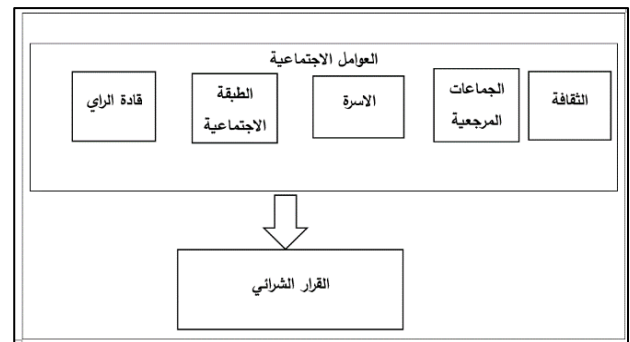 العوامل الاجتماعية
الثقافة
الجماعات
المرجعية
الاسرة
الطبقة
الاجتماعية
قادة الراي
القرار الشرائي